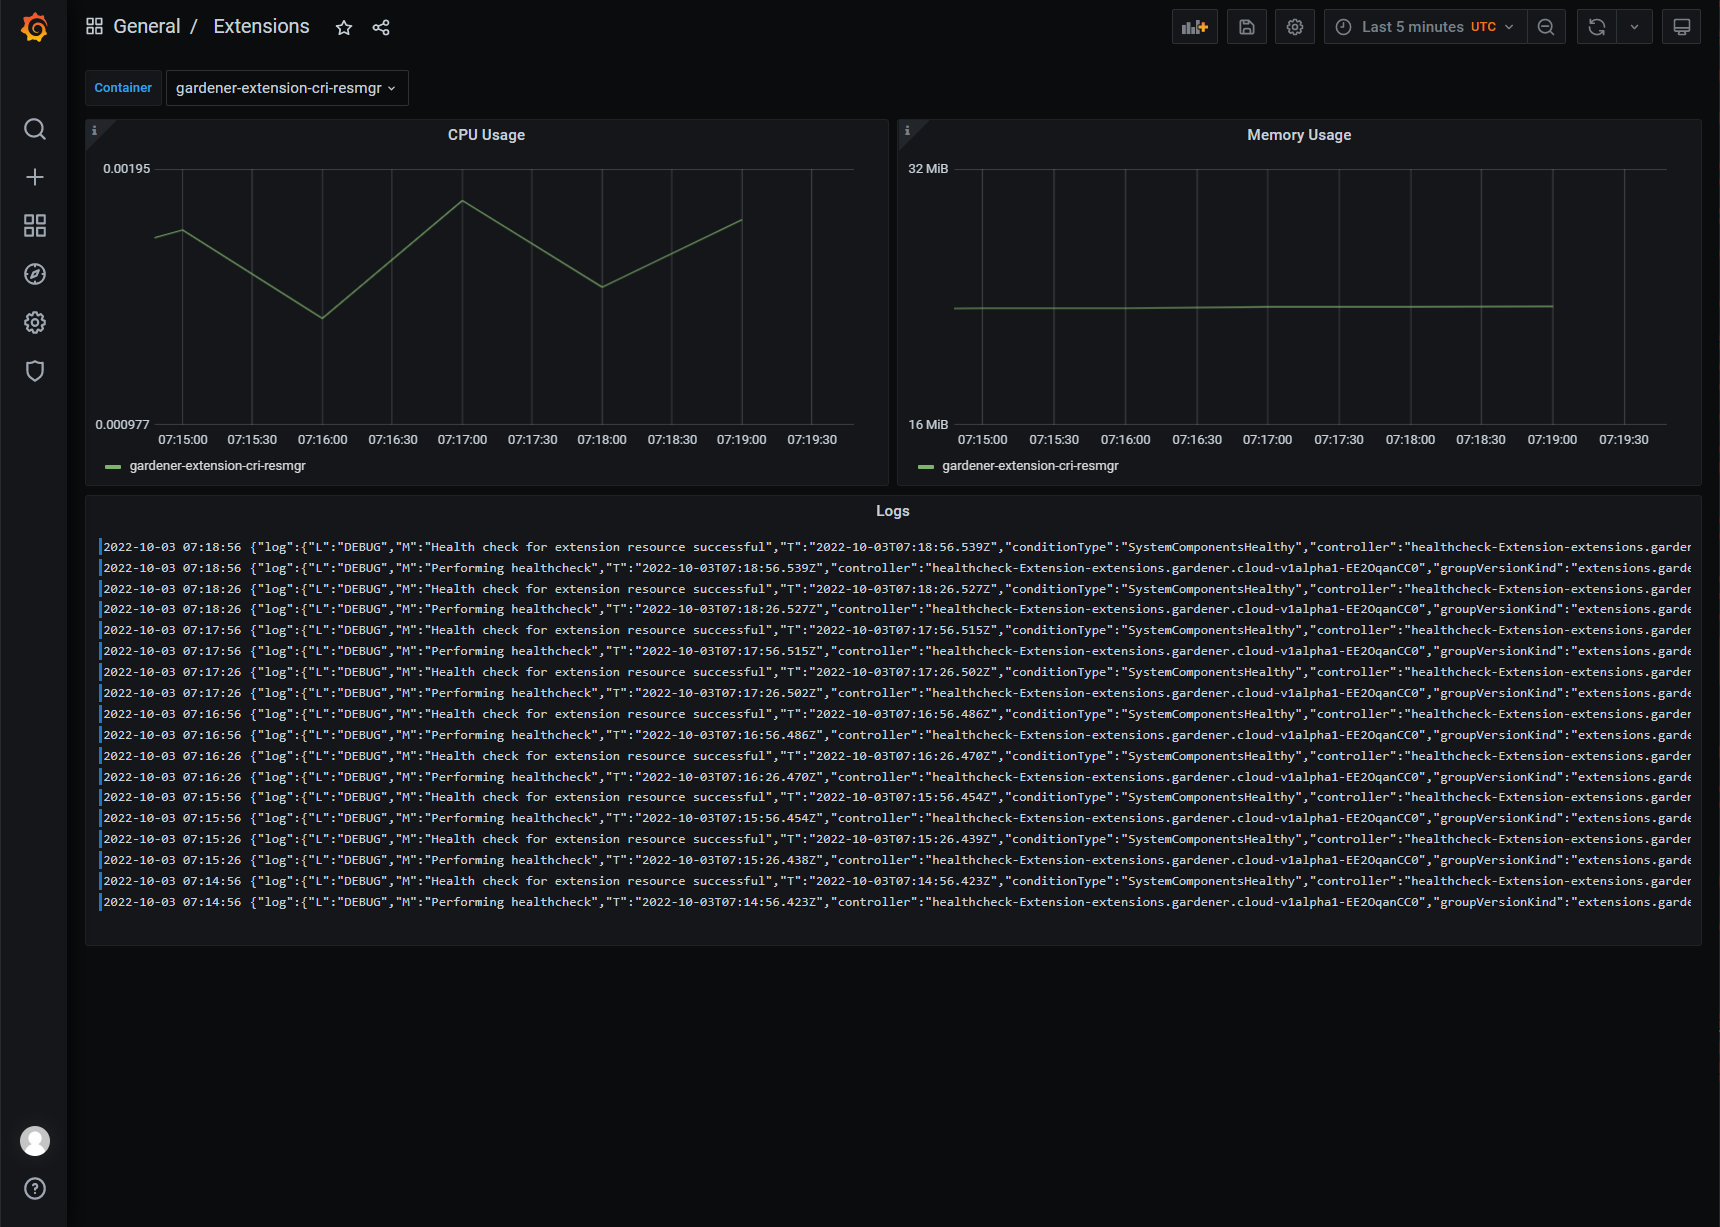 General / Extensions
Last 5 minutes UTC
Container gardener-extension-cri-resmgr
CPU Usage
0.00195
0.000977
07:15:00 07:15:30 07:16:00 07:16:30 07:17:00 07:17:30 07:18:00 07:18:30 07:19:00 07:19:30
gardener-extension-cri-resmgr
Memory Usage
32 MiB
16 MiB
07:15:00 07:15:30 07:16:00 07:16:30 07:17:00 07:17:30 07:18:00 07:18:30 07:19:00 07:19:30
gardener-extension-cri-resmgr
Logs
2022-10-03 07:18:56 {"log":{"L":"DEBUG","M":"Health check for extension resource successful","T":"2022-10-03T07:18:56.539Z","conditionType":"SystemComponentsHealthy","controller":"healthcheck-Extension-extensions.garden
2022-10-03 07:18:56 {"log":{"L":"DEBUG","M":"Performing healthcheck","T":"2022-10-03T07:18:56.539Z","controller":"healthcheck-Extension-extensions.gardener.cloud-v1alpha1-EE2OqanCC0","groupVersionKind":"extensions.garde
2022-10-03 07:18:26 {"log":{"L":"DEBUG","M":"Health check for extension resource successful","T":"2022-10-03T07:18:26.527Z","conditionType":"SystemComponentsHealthy","controller":"healthcheck-Extension-extensions.garden
2022-10-03 07:18:26 {"log":{"L":"DEBUG","M":"Performing healthcheck","T":"2022-10-03T07:18:26.527Z","controller":"healthcheck-Extension-extensions.gardener.cloud-v1alpha1-EE2OqanCC0","groupVersionKind":"extensions.garde
2022-10-03 07:17:56 {"log":{"L":"DEBUG","M":"Health check for extension resource successful","T":"2022-10-03T07:17:56.515Z","conditionType":"SystemComponentsHealthy","controller":"healthcheck-Extension-extensions.garden
2022-10-03 07:17:56 {"log":{"L":"DEBUG","M":"Performing healthcheck","T":"2022-10-03T07:17:56.515Z","controller":"healthcheck-Extension-extensions.gardener.cloud-v1alpha1-EE2OqanCC0","groupVersionKind":"extensions.garde
2022-10-03 07:17:26 {"log":{"L":"DEBUG","M":"Health check for extension resource successful","T":"2022-10-03T07:17:26.502Z","conditionType":"SystemComponentsHealthy","controller":"healthcheck-Extension-extensions.garden
2022-10-03 07:17:26 {"log":{"L":"DEBUG","M":"Performing healthcheck","T":"2022-10-03T07:17:26.502Z","controller":"healthcheck-Extension-extensions.gardener.cloud-v1alpha1-EE2OqanCC0","groupVersionKind":"extensions.garde
2022-10-03 07:16:56 {"log":{"L":"DEBUG","M":"Health check for extension resource successful","T":"2022-10-03T07:16:56.486Z","conditionType":"SystemComponentsHealthy","controller":"healthcheck-Extension-extensions.garden
2022-10-03 07:16:56 {"log":{"L":"DEBUG","M":"Performing healthcheck","T":"2022-10-03T07:16:56.486Z","controller":"healthcheck-Extension-extensions.gardener.cloud-v1alpha1-EE2OqanCC0","groupVersionKind":"extensions.garde
2022-10-03 07:16:26 {"log":{"L":"DEBUG","M":"Health check for extension resource successful","T":"2022-10-03T07:16:26.470Z","conditionType":"SystemComponentsHealthy","controller":"healthcheck-Extension-extensions.garden
2022-10-03 07:16:26 {"log":{"L":"DEBUG","M":"Performing healthcheck","T":"2022-10-03T07:16:26.470Z","controller":"healthcheck-Extension-extensions.gardener.cloud-v1alpha1-EE2OqanCC0","groupVersionKind":"extensions.garde
2022-10-03 07:15:56 {"log":{"L":"DEBUG","M":"Health check for extension resource successful","T":"2022-10-03T07:15:56.454Z","conditionType":"SystemComponentsHealthy","controller":"healthcheck-Extension-extensions.garden
2022-10-03 07:15:56 {"log":{"L":"DEBUG","M":"Performing healthcheck","T":"2022-10-03T07:15:56.454Z","controller":"healthcheck-Extension-extensions.gardener.cloud-v1alpha1-EE2OqanCC0","groupVersionKind":"extensions.garde
2022-10-03 07:15:26 {"log":{"L":"DEBUG","M":"Health check for extension resource successful","T":"2022-10-03T07:15:26.439Z","conditionType":"SystemComponentsHealthy","controller":"healthcheck-Extension-extensions.garden
2022-10-03 07:15:26 {"log":{"L":"DEBUG","M":"Performing healthcheck","T":"2022-10-03T07:15:26.438Z","controller":"healthcheck-Extension-extensions.gardener.cloud-v1alpha1-EE2OqanCC0","groupVersionKind":"extensions.garde
2022-10-03 07:14:56 {"log":{"L":"DEBUG","M":"Health check for extension resource successful","T":"2022-10-03T07:14:56.423Z","conditionType":"SystemComponentsHealthy","controller":"healthcheck-Extension-extensions.garden
2022-10-03 07:14:56 {"log":{"L":"DEBUG","M":"Performing healthcheck","T":"2022-10-03T07:14:56.423Z","controller":"healthcheck-Extension-extensions.gardener.cloud-v1alpha1-EE2OqanCC0","groupVersionKind":"extensions.garde